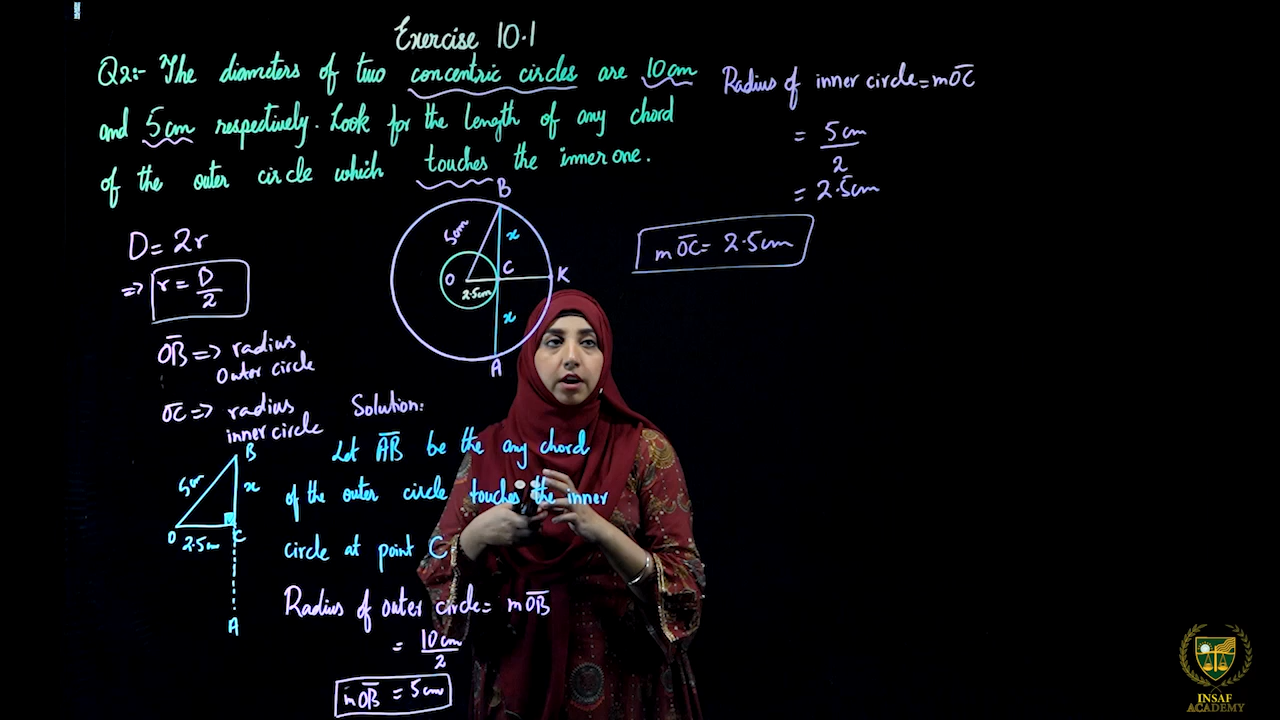 Exercise 10.1
Q2:- The diameters of two concentric circles are 10cm
and 5cm respectively. Look for the length of any chord
of the outer circle which touches the inner one.
D = 2r
=> r = D/2
OB => radius
outer circle
OC => radius
inner circle
B
5cm
x
O
C
K
2.5cm
x
A
B
5cm
x
O
2.5cm
C
A
Solution:
Let AB be the any chord
of the outer circle touches the inner
circle at point C
Radius of outer circle = mOB
= 10cm/2
mOB = 5cm
Radius of inner circle = mOC
= 5cm/2
= 2.5cm
mOC = 2.5cm
INSAF
ACADEMY